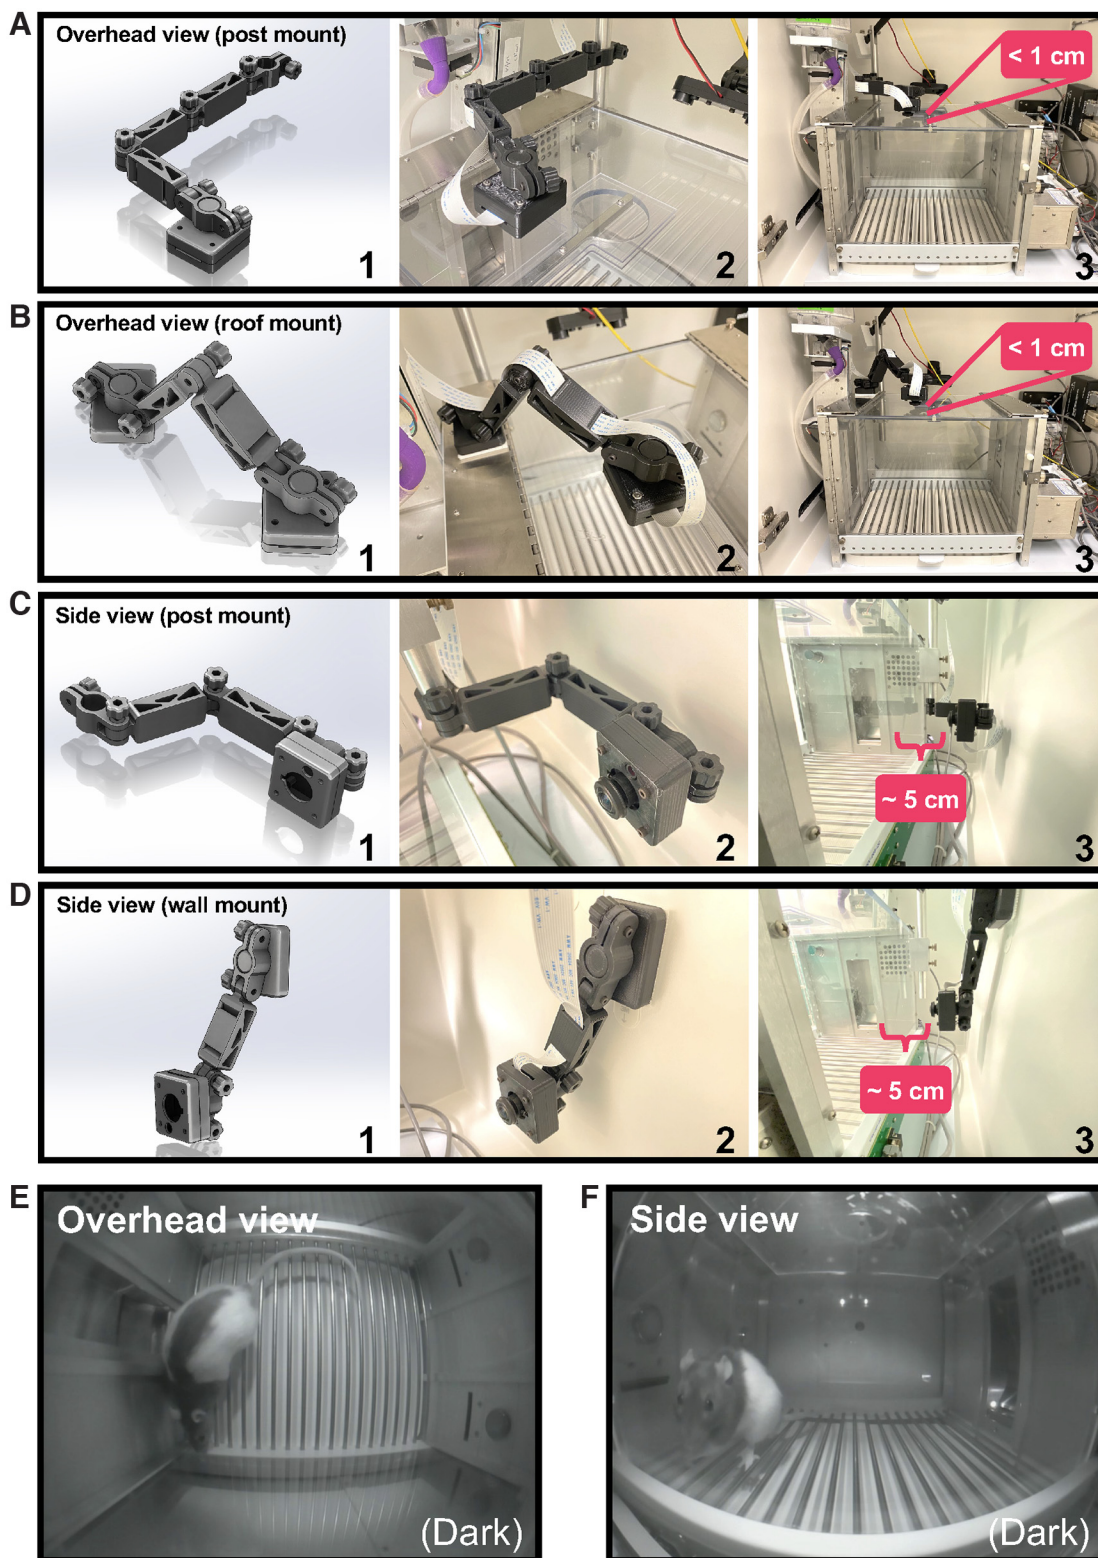 A
Overhead view (post mount)
1
2
< 1 cm
3
B
Overhead view (roof mount)
1
2
< 1 cm
3
C
Side view (post mount)
1
2
~ 5 cm
3
D
Side view (wall mount)
1
2
~ 5 cm
3
E
Overhead view
(Dark)
F
Side view
(Dark)